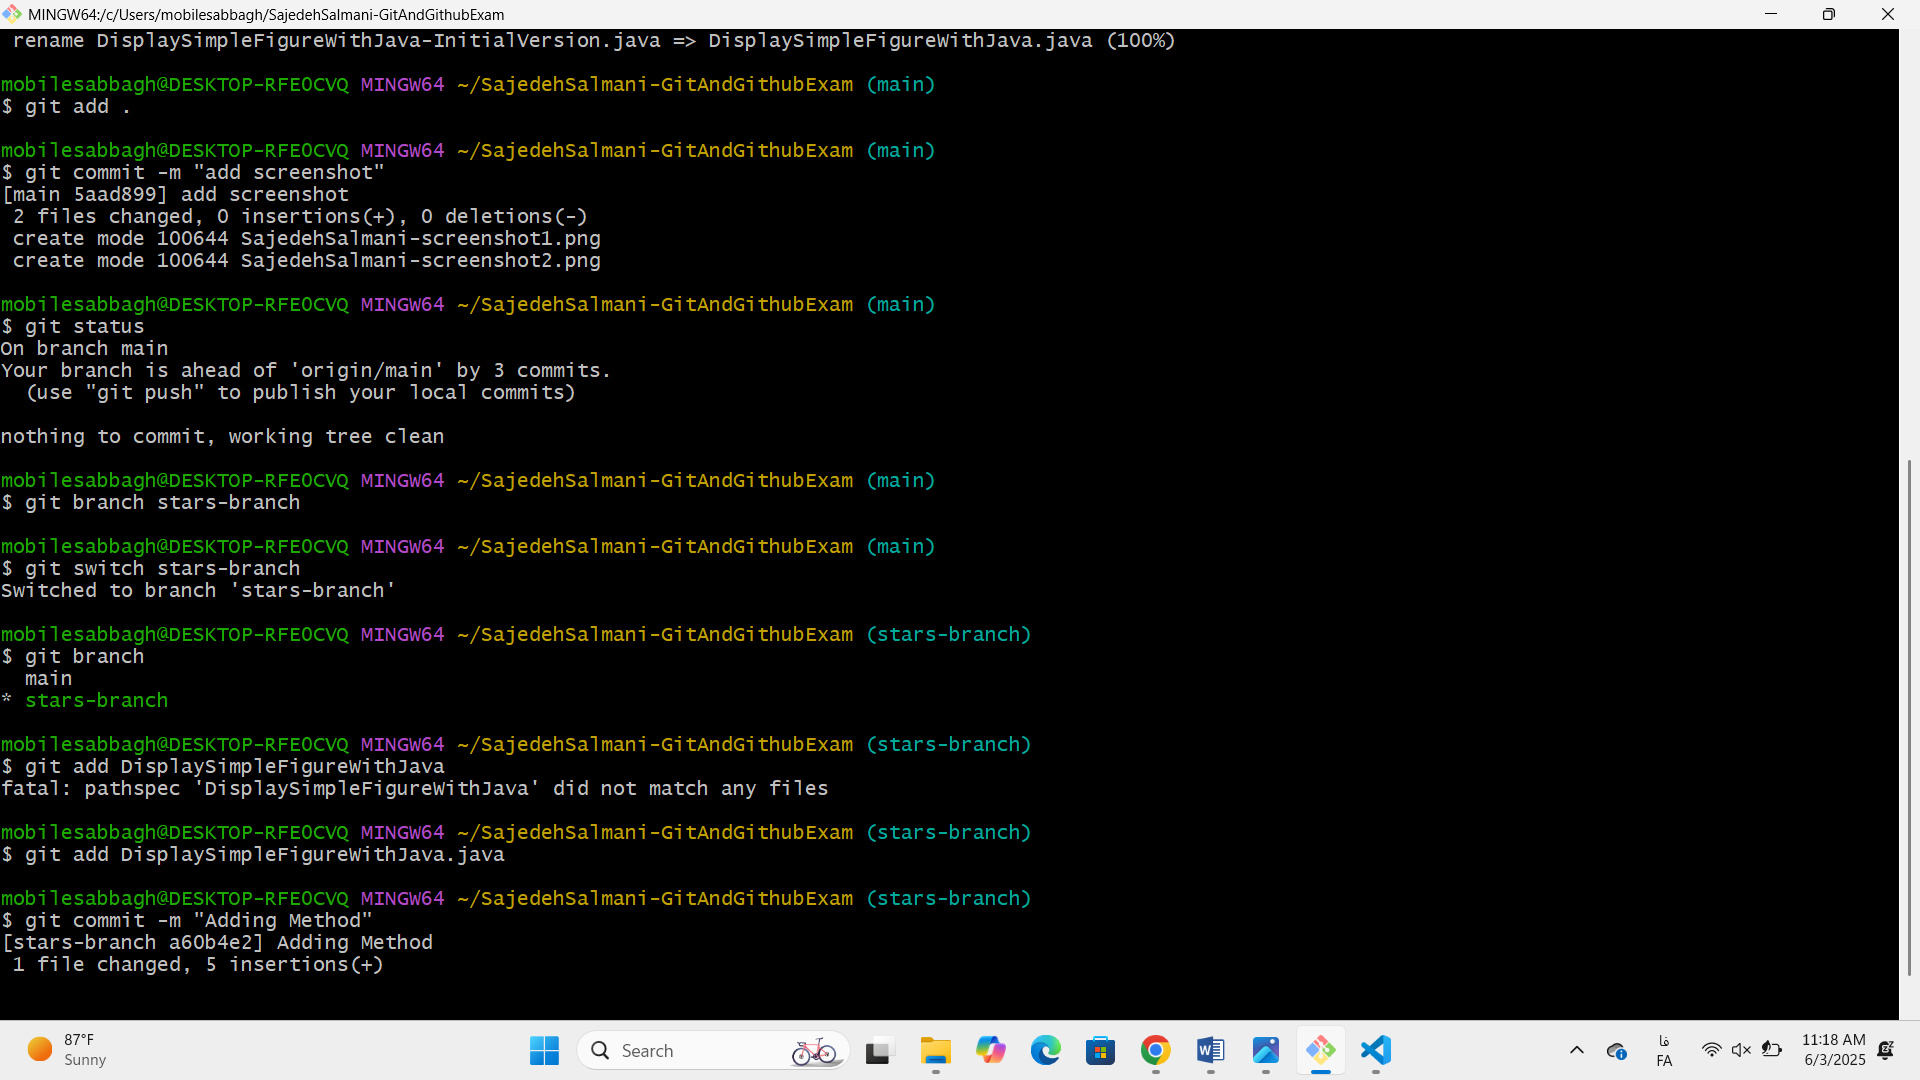 MINGW64:/c/Users/mobilesabbagh/SajedehSalmani-GitAndGithubExam
rename DisplaySimpleFigureWithJava-InitialVersion.java => DisplaySimpleFigureWithJava.java (100%)
mobilesabbagh@DESKTOP-RFE0CVQ MINGW64 ~/SajedehSalmani-GitAndGithubExam (main)
$ git add .
mobilesabbagh@DESKTOP-RFE0CVQ MINGW64 ~/SajedehSalmani-GitAndGithubExam (main)
$ git commit -m "add screenshot"
[main 5aad899] add screenshot
2 files changed, 0 insertions(+), 0 deletions(-)
create mode 100644 SajedehSalmani-screenshot1.png
create mode 100644 SajedehSalmani-screenshot2.png
mobilesabbagh@DESKTOP-RFE0CVQ MINGW64 ~/SajedehSalmani-GitAndGithubExam (main)
$ git status
On branch main
Your branch is ahead of 'origin/main' by 3 commits.
(use "git push" to publish your local commits)
nothing to commit, working tree clean
mobilesabbagh@DESKTOP-RFE0CVQ MINGW64 ~/SajedehSalmani-GitAndGithubExam (main)
$ git branch stars-branch
mobilesabbagh@DESKTOP-RFE0CVQ MINGW64 ~/SajedehSalmani-GitAndGithubExam (main)
$ git switch stars-branch
Switched to branch 'stars-branch'
mobilesabbagh@DESKTOP-RFE0CVQ MINGW64 ~/SajedehSalmani-GitAndGithubExam (stars-branch)
$ git branch
main
* stars-branch
mobilesabbagh@DESKTOP-RFE0CVQ MINGW64 ~/SajedehSalmani-GitAndGithubExam (stars-branch)
$ git add DisplaySimpleFigureWithJava
fatal: pathspec 'DisplaySimpleFigureWithJava' did not match any files
mobilesabbagh@DESKTOP-RFE0CVQ MINGW64 ~/SajedehSalmani-GitAndGithubExam (stars-branch)
$ git add DisplaySimpleFigureWithJava.java
mobilesabbagh@DESKTOP-RFE0CVQ MINGW64 ~/SajedehSalmani-GitAndGithubExam (stars-branch)
$ git commit -m "Adding Method"
[stars-branch a60b4e2] Adding Method
1 file changed, 5 insertions(+)
87°F
Sunny
Search
فا
FA
11:18 AM
6/3/2025